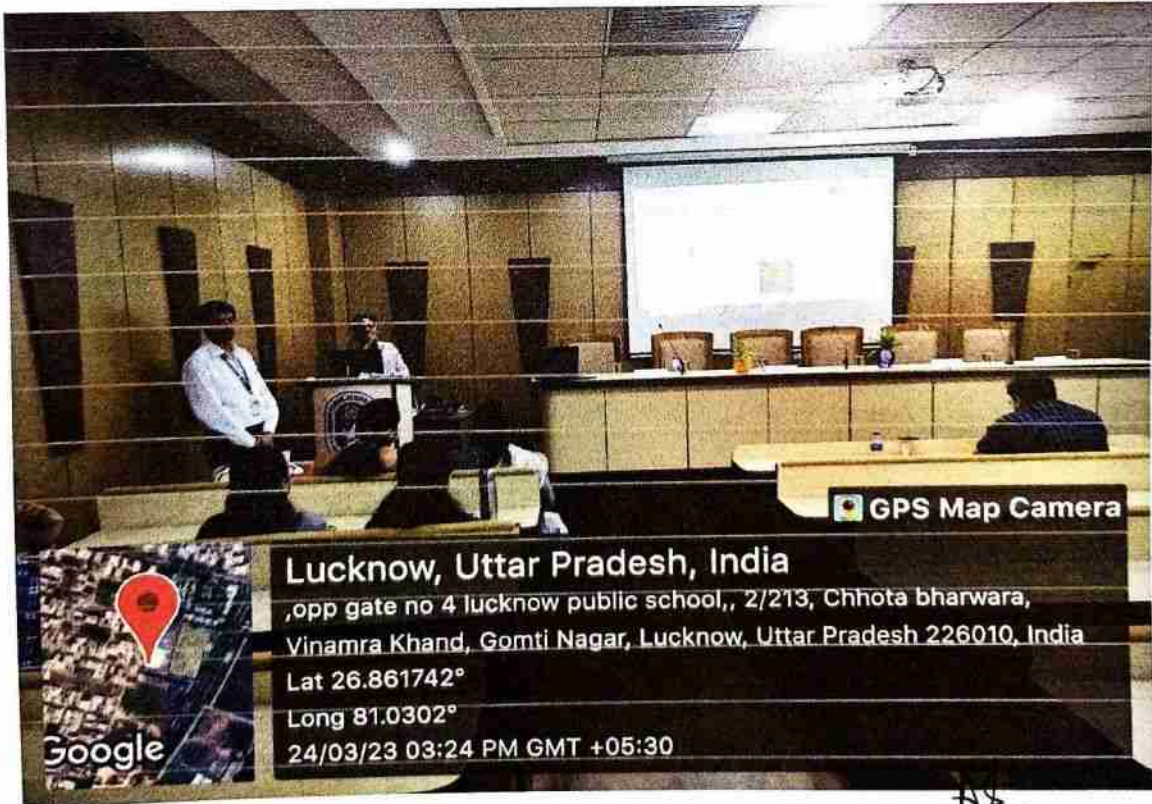 GPS Map Camera
Lucknow, Uttar Pradesh, India
,opp gate no 4 lucknow public school,, 2/213, Chhota bharwara,
Vinamra Khand, Gomti Nagar, Lucknow, Uttar Pradesh 226010, India
Lat 26.861742°
Long 81.0302°
24/03/23 03:24 PM GMT +05:30
Google